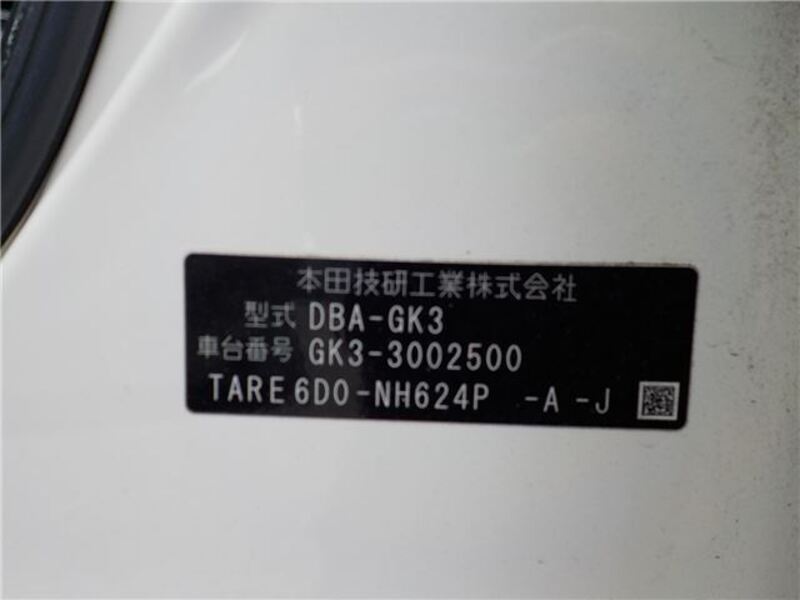 本田技研工業株式会社
型式 DBA-GK3
車台番号 GK3-3002500
TARE6D0-NH624P -A -J